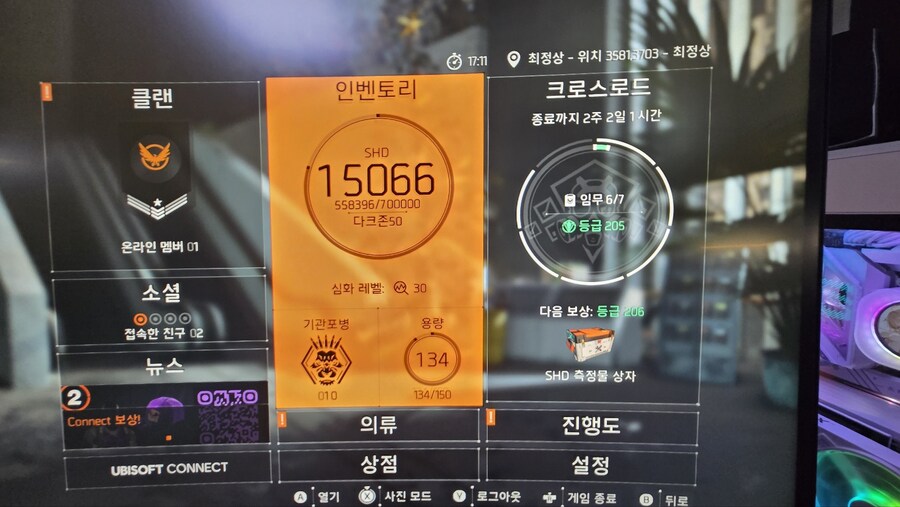 17:11
최정상 - 위치 3581,3703 - 최정상
클랜
온라인 멤버 01
소셜
접속한 친구 02
뉴스
2
Connect 보상!
UBISOFT CONNECT
인벤토리
SHD
15066
558396/700000
다크존50
심화 레벨: 30
기관포병
010
용량
134
134/150
의류
상점
크로스로드
종료까지 2주 2일 1시간
임무 6/7
등급 205
다음 보상: 등급 206
SHD 측정물 상자
진행도
설정
A 열기 X 사진 모드 Y 로그아웃 게임 종료 B 뒤로